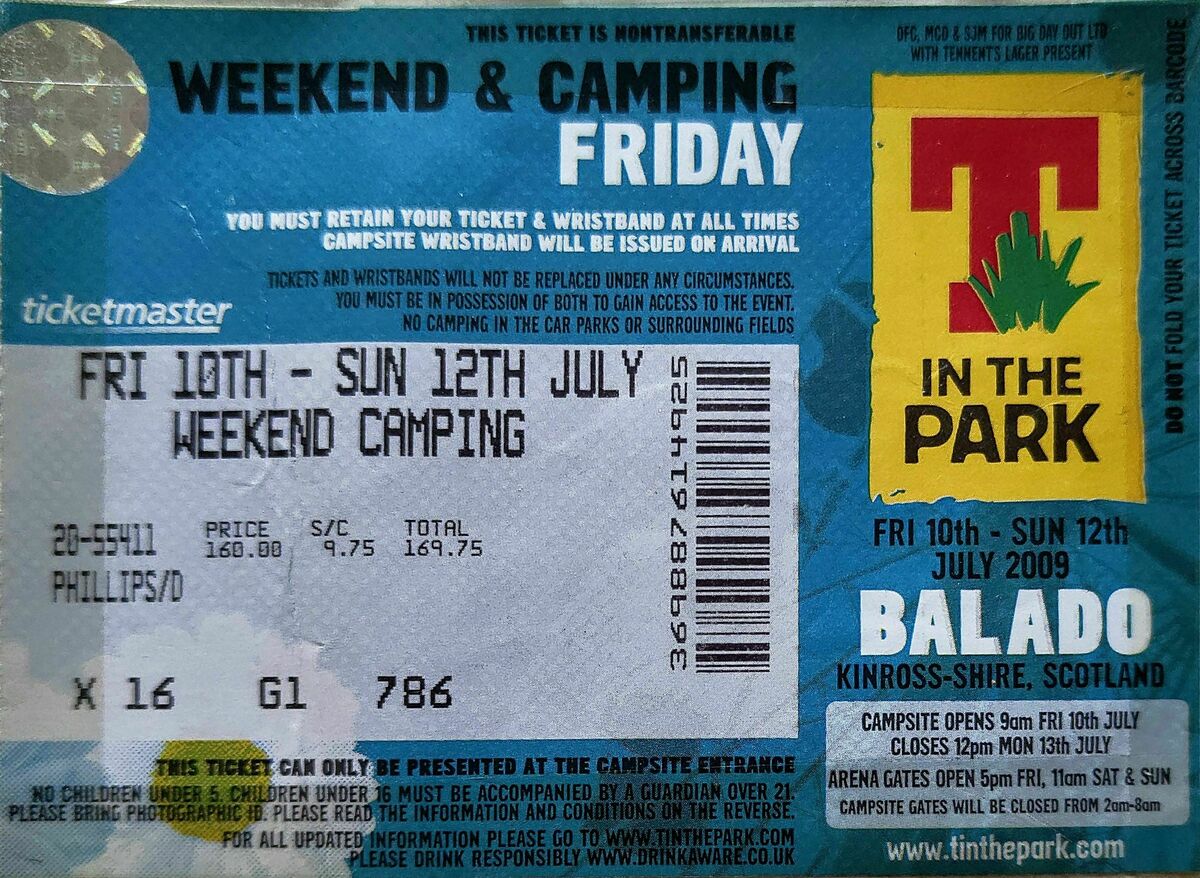 THIS TICKET IS NONTRANSFERABLE
WEEKEND & CAMPING
FRIDAY
YOU MUST RETAIN YOUR TICKET & WRISTBAND AT ALL TIMES
CAMPSITE WRISTBAND WILL BE ISSUED ON ARRIVAL
TICKETS AND WRISTBANDS WILL NOT BE REPLACED UNDER ANY CIRCUMSTANCES.
YOU MUST BE IN POSSESSION OF BOTH TO GAIN ACCESS TO THE EVENT.
NO CAMPING IN THE CAR PARKS OR SURROUNDING FIELDS
ticketmaster
FRI 10TH - SUN 12TH JULY
WEEKEND CAMPING
PRICE S/C TOTAL
20-55411 160.00 9.75 169.75
PHILLIPS/D
X 16 G1 786
3698887614925
THIS TICKET CAN ONLY BE PRESENTED AT THE CAMPSITE ENTRANCE
NO CHILDREN UNDER 5. CHILDREN UNDER 16 MUST BE ACCOMPANIED BY A GUARDIAN OVER 21.
PLEASE BRING PHOTOGRAPHIC ID. PLEASE READ THE INFORMATION AND CONDITIONS ON THE REVERSE.
FOR ALL UPDATED INFORMATION PLEASE GO TO WWW.TINTHEPARK.COM
PLEASE DRINK RESPONSIBLY WWW.DRINKAWARE.CO.UK
DFC, MCD & SJM FOR BIG DAY OUT LTD
WITH TENNENT'S LAGER PRESENT
T
IN THE
PARK
FRI 10th - SUN 12th
JULY 2009
BALADO
KINROSS-SHIRE, SCOTLAND
CAMPSITE OPENS 9am FRI 10th JULY
CLOSES 12pm MON 13th JULY
ARENA GATES OPEN 5pm FRI, 11am SAT & SUN
CAMPSITE GATES WILL BE CLOSED FROM 2am-8am
www.tinthepark.com
DO NOT FOLD YOUR TICKET ACROSS BARCODE